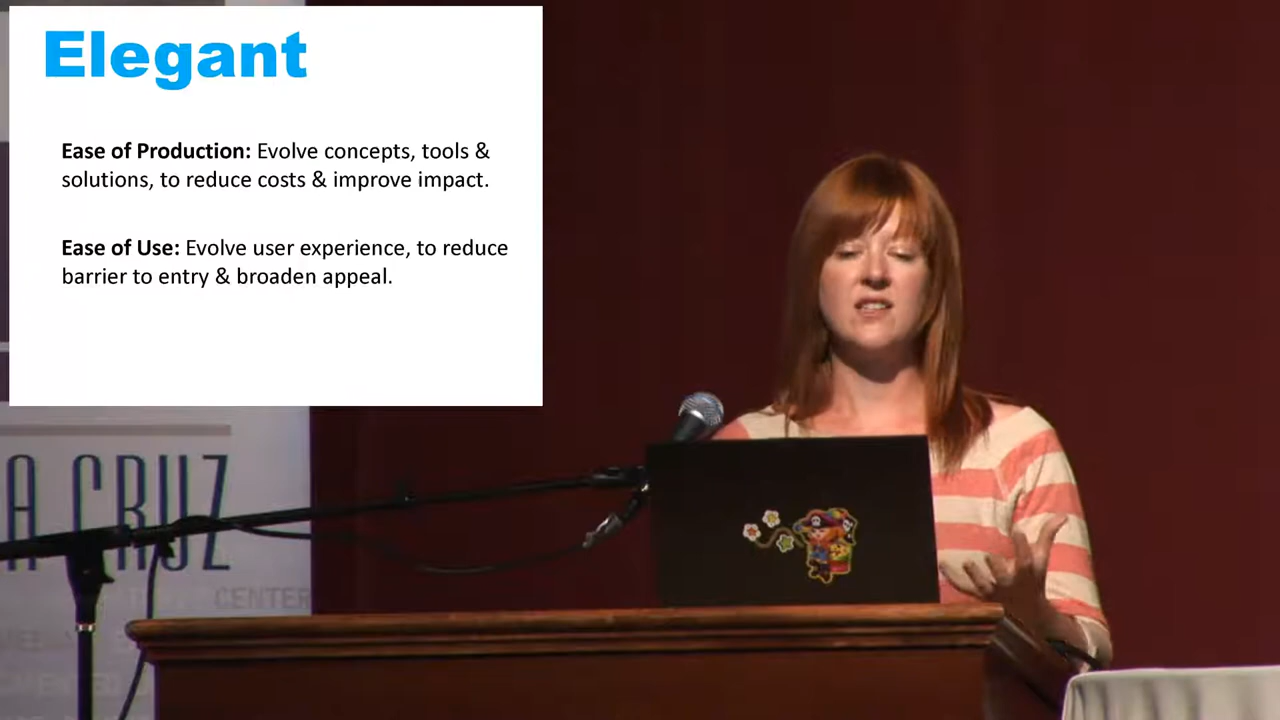 Elegant
Ease of Production: Evolve concepts, tools &
solutions, to reduce costs & improve impact.
Ease of Use: Evolve user experience, to reduce
barrier to entry & broaden appeal.
A CRUZ
CENTER